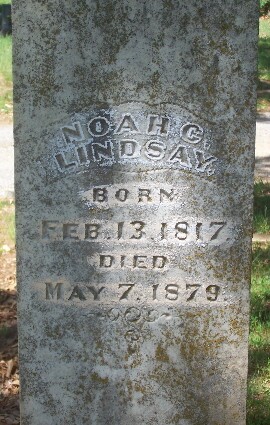 NOAH C.
LINDSAY.
BORN
FEB. 13. 1817.
DIED
MAY 7. 1879.